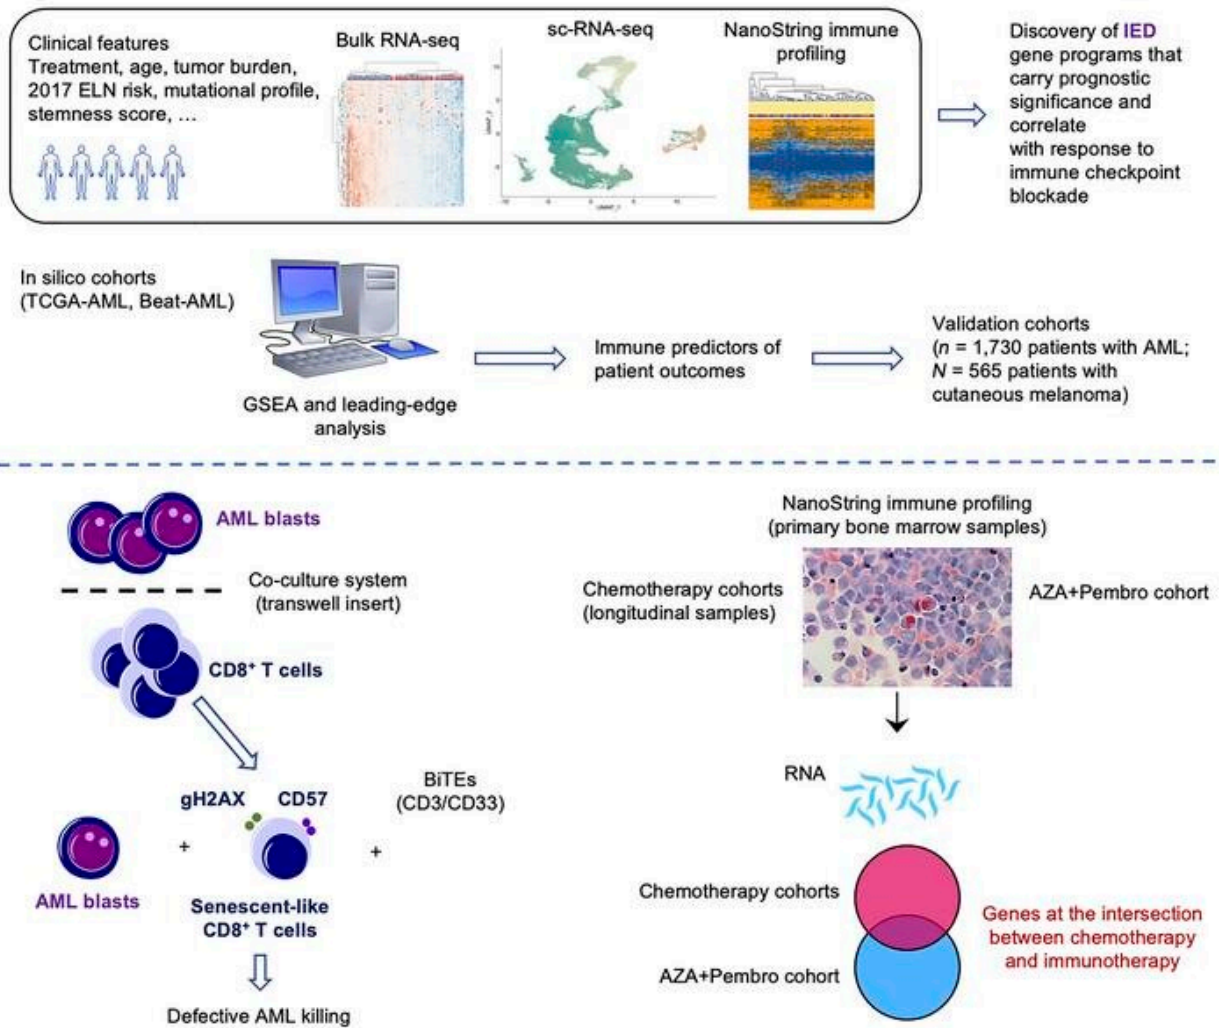 Clinical features
Treatment, age, tumor burden,
2017 ELN risk, mutational profile,
stemness score, …
Bulk RNA-seq
sc-RNA-seq
NanoString immune
profiling
Discovery of IED
gene programs that
carry prognostic
significance and
correlate
with response to
immune checkpoint
blockade
In silico cohorts
(TCGA-AML, Beat-AML)
GSEA and leading-edge
analysis
Immune predictors of
patient outcomes
Validation cohorts
(n = 1,730 patients with AML;
N = 565 patients with
cutaneous melanoma)
AML blasts
Co-culture system
(transwell insert)
CD8⁺ T cells
gH2AX
CD57
BiTEs
(CD3/CD33)
+
+
AML blasts
Senescent-like
CD8⁺ T cells
Defective AML killing
NanoString immune profiling
(primary bone marrow samples)
Chemotherapy cohorts
(longitudinal samples)
AZA+Pembro cohort
RNA
Chemotherapy cohorts
AZA+Pembro cohort
Genes at the intersection
between chemotherapy
and immunotherapy